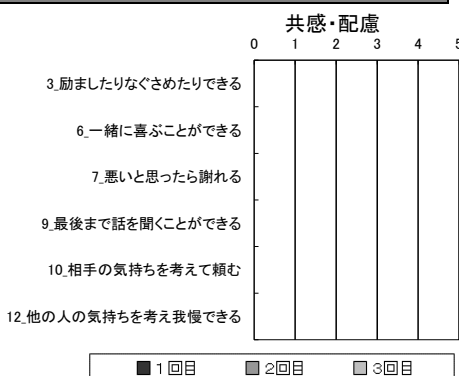 共感・配慮
0 1 2 3 4 5
3_励ましたりなぐさめたりできる
6_一緒に喜ぶことができる
7_悪いと思ったら謝れる
9_最後まで話を聞くことができる
10_相手の気持ちを考えて頼む
12_他の人の気持ちを考え我慢できる
１回目 2回目 3回目